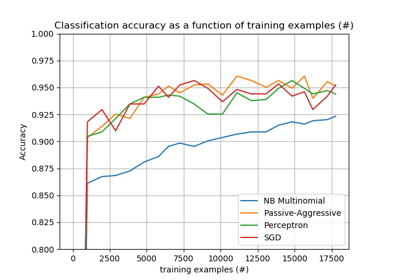 Classification accuracy as a function of training examples (#)
1.000
0.975
0.950
0.925
0.900
0.875
0.850
0.825
0.800
Accuracy
0 2500 5000 7500 10000 12500 15000 17500
training examples (#)
NB Multinomial
Passive-Aggressive
Perceptron
SGD